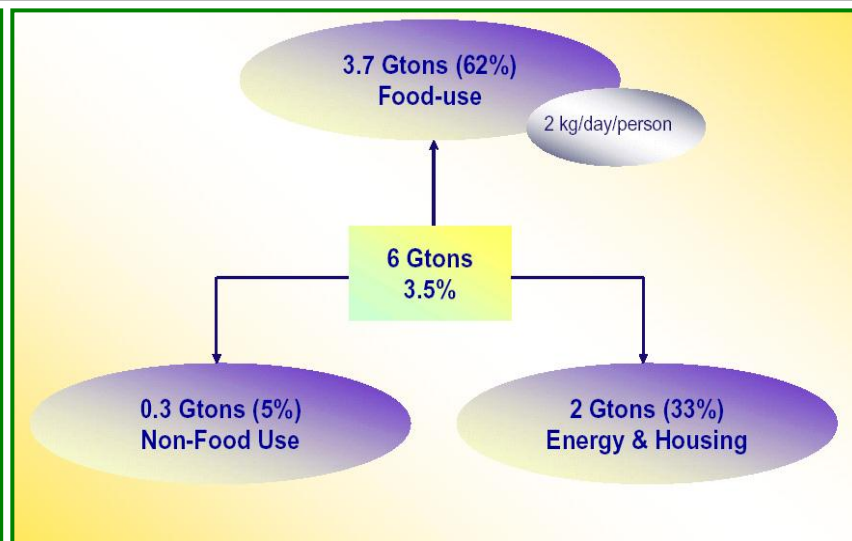 3.7 Gtons (62%)
Food-use
2 kg/day/person
6 Gtons
3.5%
0.3 Gtons (5%)
Non-Food Use
2 Gtons (33%)
Energy & Housing